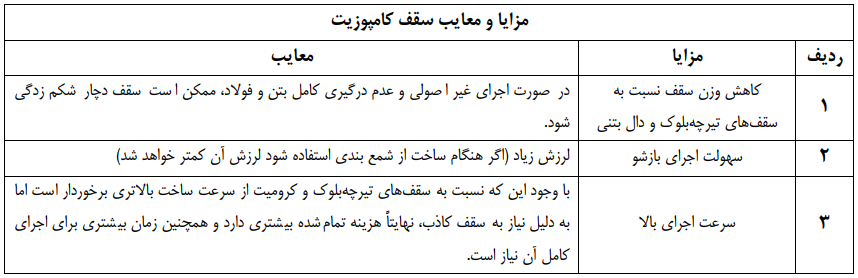 مزایا و معایب سقف کامپوزیت
ردیف مزایا معایب
۱ کاهش وزن سقف نسبت به سقف‌های تیرچه‌بلوک و دال بتنی
در صورت اجرای غیر اصولی و عدم درگیری کامل بتن و فولاد، ممکن است سقف دچار شکم زدگی
شود.
۲ سهولت اجرای بازشو لرزش زیاد (اگر هنگام ساخت از شمع بندی استفاده شود لرزش آن کمتر خواهد شد)
۳ سرعت اجرای بالا
با وجود این که نسبت به سقف‌های تیرچه‌بلوک و کرومیت از سرعت ساخت بالاتری برخوردار است اما
به دلیل نیاز به سقف کاذب، نهایتاً هزینه تمام‌شده بیشتری دارد و همچنین زمان بیشتری برای اجرای
کامل آن نیاز است.